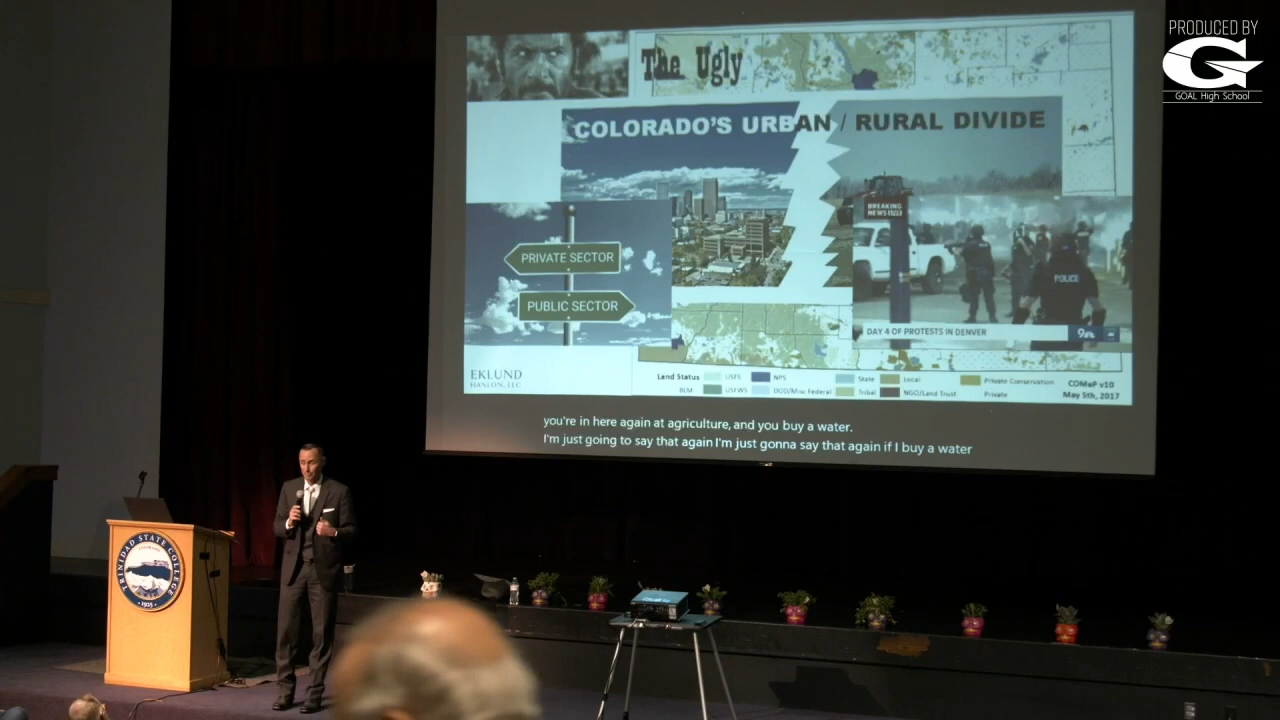 PRODUCED BY
G
GOAL High School
The Ugly
COLORADO'S URBAN / RURAL DIVIDE
BREAKING
PRIVATE SECTOR
PUBLIC SECTOR
POLICE
DAY 4 OF PROTESTS IN DENVER
EKLUND
HANLON, LLC
Land Status USFS NPS State Local Private Conservation
BLM USFWS DOD/Misc Federal Tribal NGO/Land Trust Private
COMaP v10
May 5th, 2017
you're in here again at agriculture, and you buy a water.
I'm just going to say that again I'm just gonna say that again if I buy a water
TRINIDAD STATE COLLEGE
COLORADO
1925